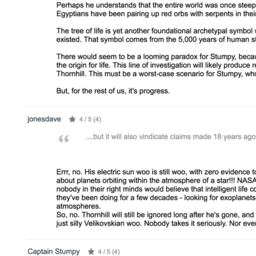 Perhaps he understands that the entire world was once steep
Egyptians have been pairing up red orbs with serpents in thei
The tree of life is yet another foundational archetypal symbol w
existed. That symbol comes from the 5,000 years of human st
There would seem to be a looming paradox for Stumpy, becau
the origin for life. This line of investigation will likely produce r
Thornhill. This must be a worst-case scenario for Stumpy, wh
But, for the rest of us, it's progress.
jonesdave ★ 4 / 5 (4)
....but it will also vindicate claims made 18 years ago
Errr, no. His electric sun woo is still woo, with zero evidence t
about planets orbiting within the atmosphere of a star!!! NASA
nobody in their right minds would believe that intelligent life co
they've been doing for a few decades - looking for exoplanets
atmospheres.
So, no. Thornhill will still be ignored long after he's gone, and
just silly Velikovskian woo. Nobody takes it seriously. Nor eve
Captain Stumpy ★ 4 / 5 (4)